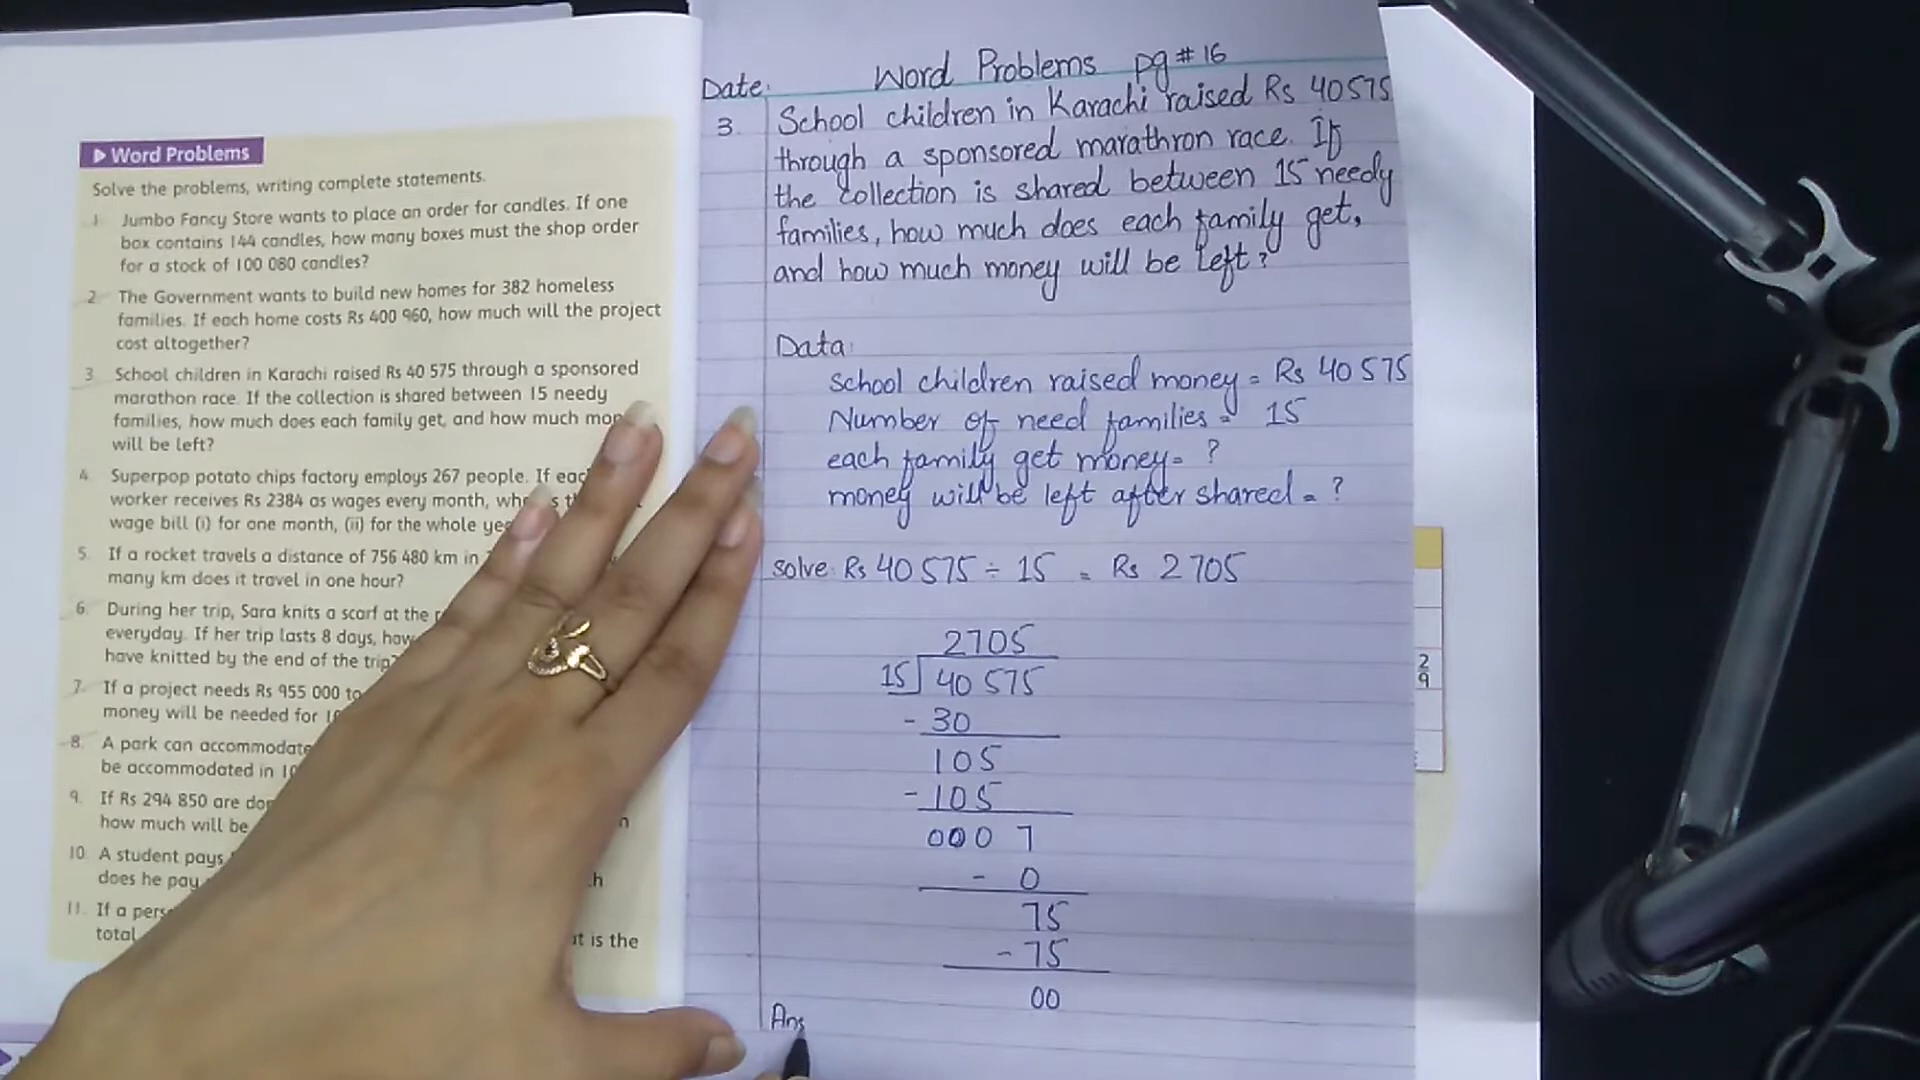 ▶ Word Problems
Solve the problems, writing complete statements.
1. Jumbo Fancy Store wants to place an order for candles. If one
box contains 144 candles, how many boxes must the shop order
for a stock of 100 080 candles?
2. The Government wants to build new homes for 382 homeless
families. If each home costs Rs 400 960, how much will the project
cost altogether?
3. School children in Karachi raised Rs 40 575 through a sponsored
marathon race. If the collection is shared between 15 needy
families, how much does each family get, and how much
will be left?
4. Superpop potato chips factory employs 267 people. If
worker receives Rs 2384 as wages every month,
wage bill (i) for one month, (ii) for the whole
5. If a rocket travels a distance of 756 480 km in
many km does it travel in one hour?
6. During her trip, Sara knits a scarf at the
everyday. If her trip lasts 8 days, how
have knitted by the end of the trip?
7. If a project needs Rs 955 000 to
money will be needed for
8. A park can accommodate
be accommodated in
9. If Rs 294 850 are
how much will be
10. A student pays
does he pay
11. If a
total is the
Word Problems pg # 16
Date:
3. School children in Karachi raised Rs 40575
through a sponsored marathron race. If
the collection is shared between 15 needy
families, how much does each family get,
and how much money will be left?
Data:
School children raised money = Rs 40 575
Number of need families = 15
each family get money = ?
money will be left after shared = ?
solve: Rs 40 575 ÷ 15 = Rs 2705
2705
15 40 575
- 30
105
- 105
000 7
- 0
75
- 75
00
Ans
2
9